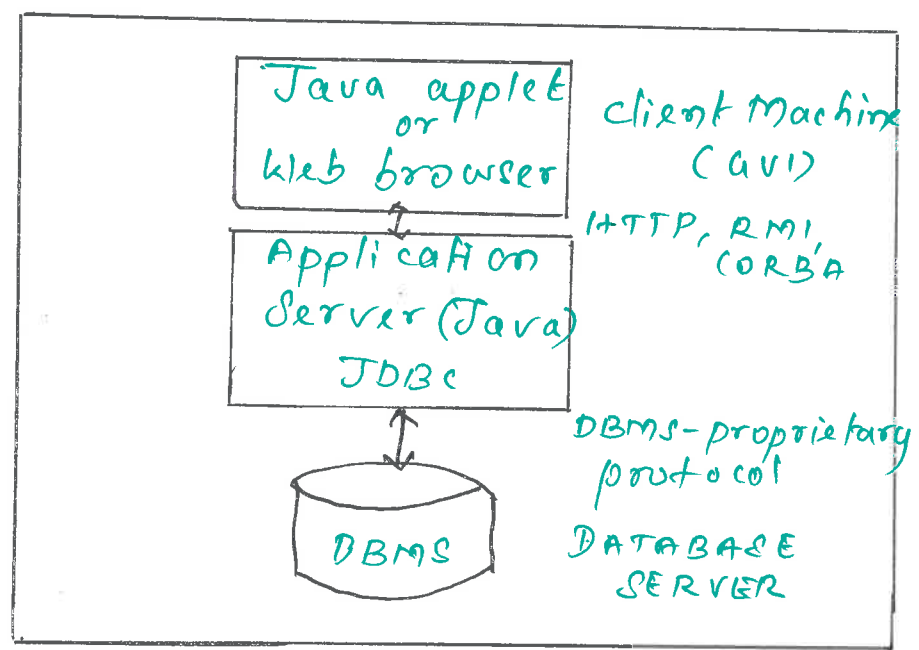 Java applet
or
Web browser
Client Machine
(GUI)
HTTP, RMI,
CORBA
Application
Server (Java)
JDBC
DBMS-proprietary
protocol
DBMS
DATABASE
SERVER